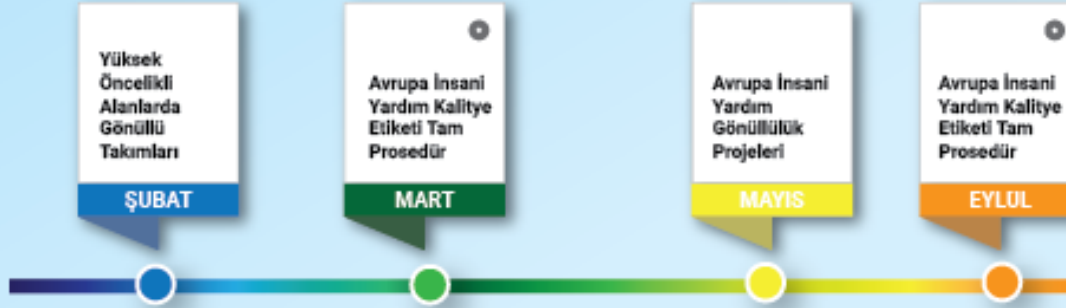 Yüksek
Öncelikli
Alanlarda
Gönüllü
Takımları
ŞUBAT
Avrupa İnsani
Yardım Kalitye
Etiketi Tam
Prosedür
MART
Avrupa İnsani
Yardım
Gönüllülük
Projeleri
MAYIS
Avrupa İnsani
Yardım Kalitye
Etiketi Tam
Prosedür
EYLÜL